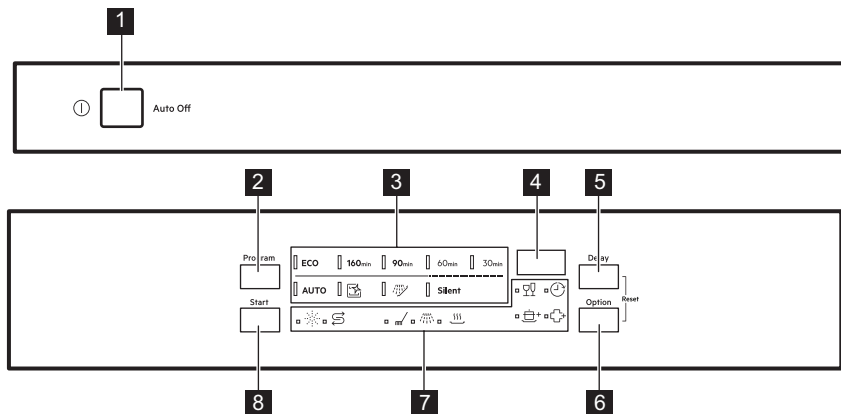 1
Auto Off
2 3 4 5
Program
ECO 160min 90min 60min 30min
Delay
AUTO Silent
Start
Option
Reset
8 7 6